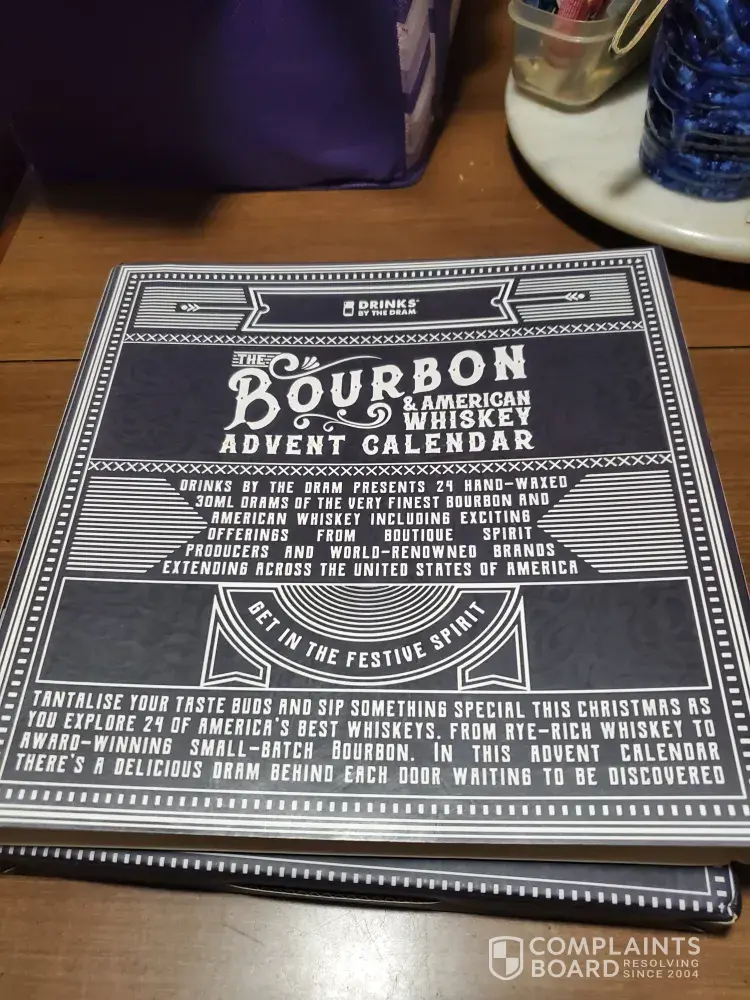 DRINKS
BY THE DRAM
THE
BOURBON
& AMERICAN
WHISKEY
ADVENT CALENDAR
DRINKS BY THE DRAM PRESENTS 24 HAND-WAXED
30ML DRAMS OF THE VERY FINEST BOURBON AND
AMERICAN WHISKEY INCLUDING EXCITING
OFFERINGS FROM BOUTIQUE SPIRIT
PRODUCERS AND WORLD-RENOWNED BRANDS
EXTENDING ACROSS THE UNITED STATES OF AMERICA
GET IN THE FESTIVE SPIRIT
TANTALISE YOUR TASTE BUDS AND SIP SOMETHING SPECIAL THIS CHRISTMAS AS
YOU EXPLORE 24 OF AMERICA'S BEST WHISKEYS. FROM RYE-RICH WHISKEY TO
AWARD-WINNING SMALL-BATCH BOURBON. IN THIS ADVENT CALENDAR
THERE'S A DELICIOUS DRAM BEHIND EACH DOOR WAITING TO BE DISCOVERED
COMPLAINTS
BOARD RESOLVING
SINCE 2004